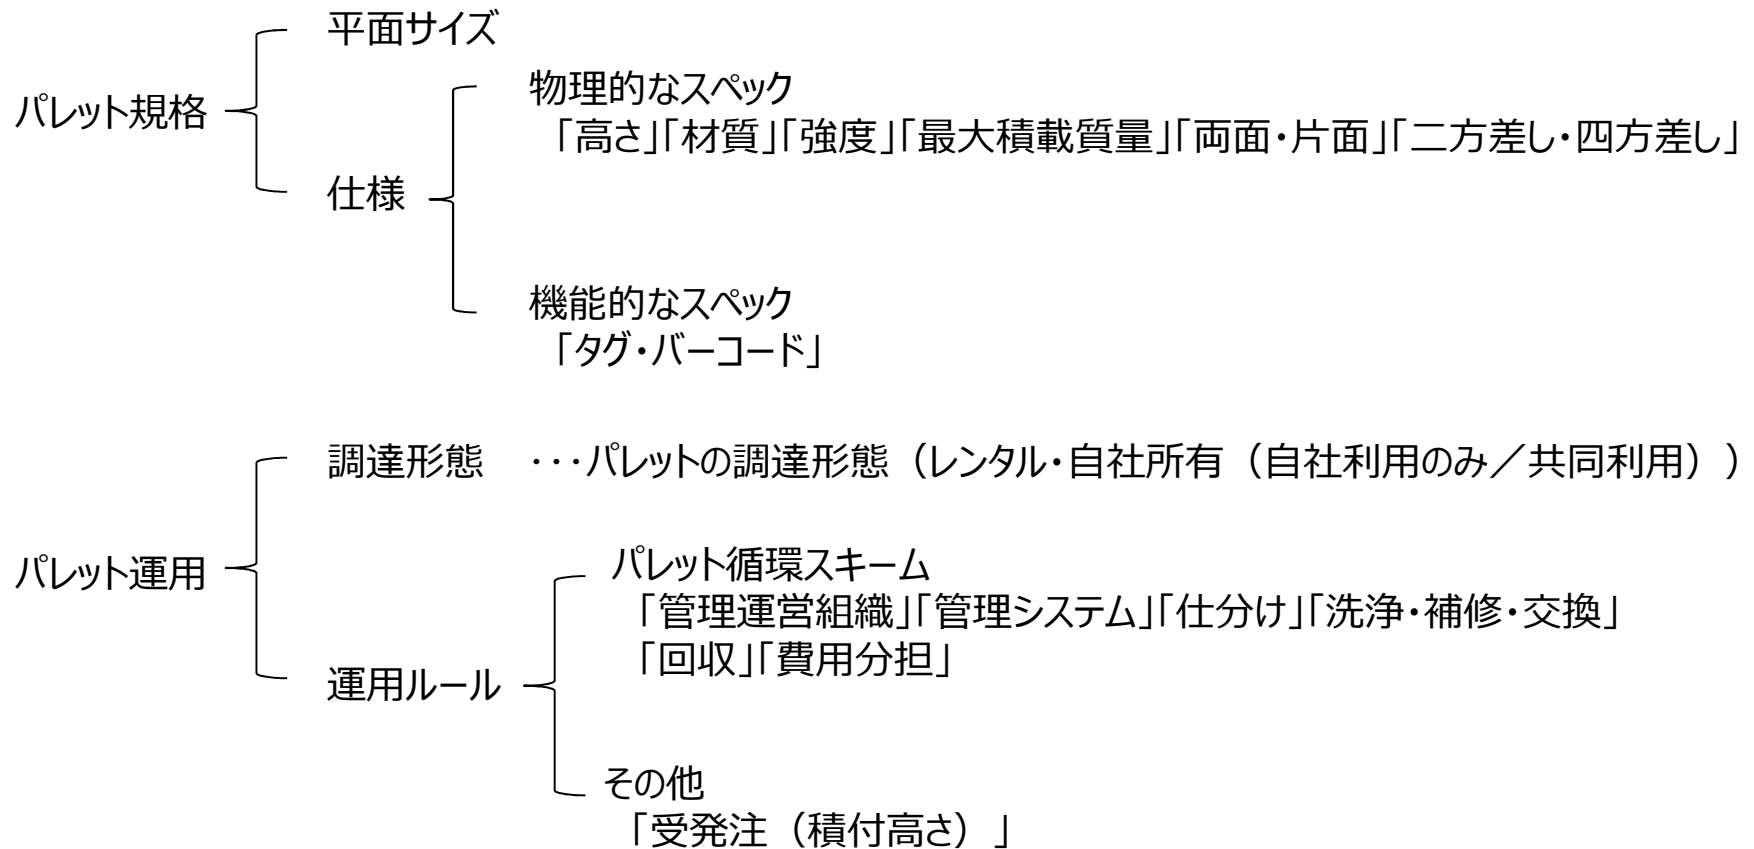 平面サイズ
物理的なスペック
パレット規格
「高さ」「材質」「強度」「最大積載質量」「両面・片面」「二方差し・四方差し」
仕様
機能的なスペック
「タグ・バーコード」
調達形態 ・・・パレットの調達形態（レンタル・自社所有（自社利用のみ／共同利用））
パレット循環スキーム
パレット運用
「管理運営組織」「管理システム」「仕分け」「洗浄・補修・交換」
「回収」「費用分担」
運用ルール
その他
「受発注（積付高さ）」